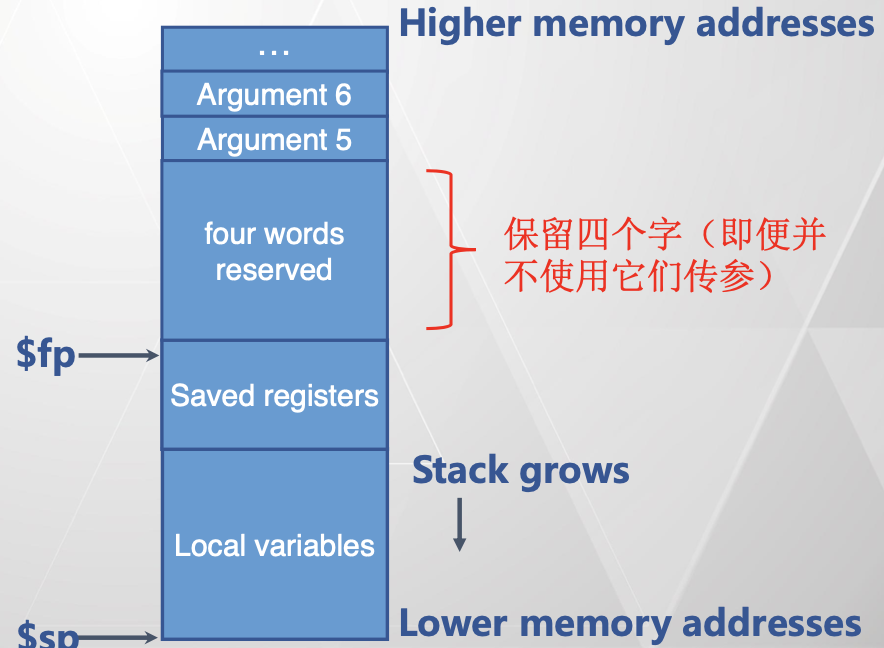 Higher memory addresses
...
Argument 6
Argument 5
four words
reserved
保留四个字（即便并
不使用它们传参）
$fp
Saved registers
Stack grows
Local variables
Lower memory addresses
$sp